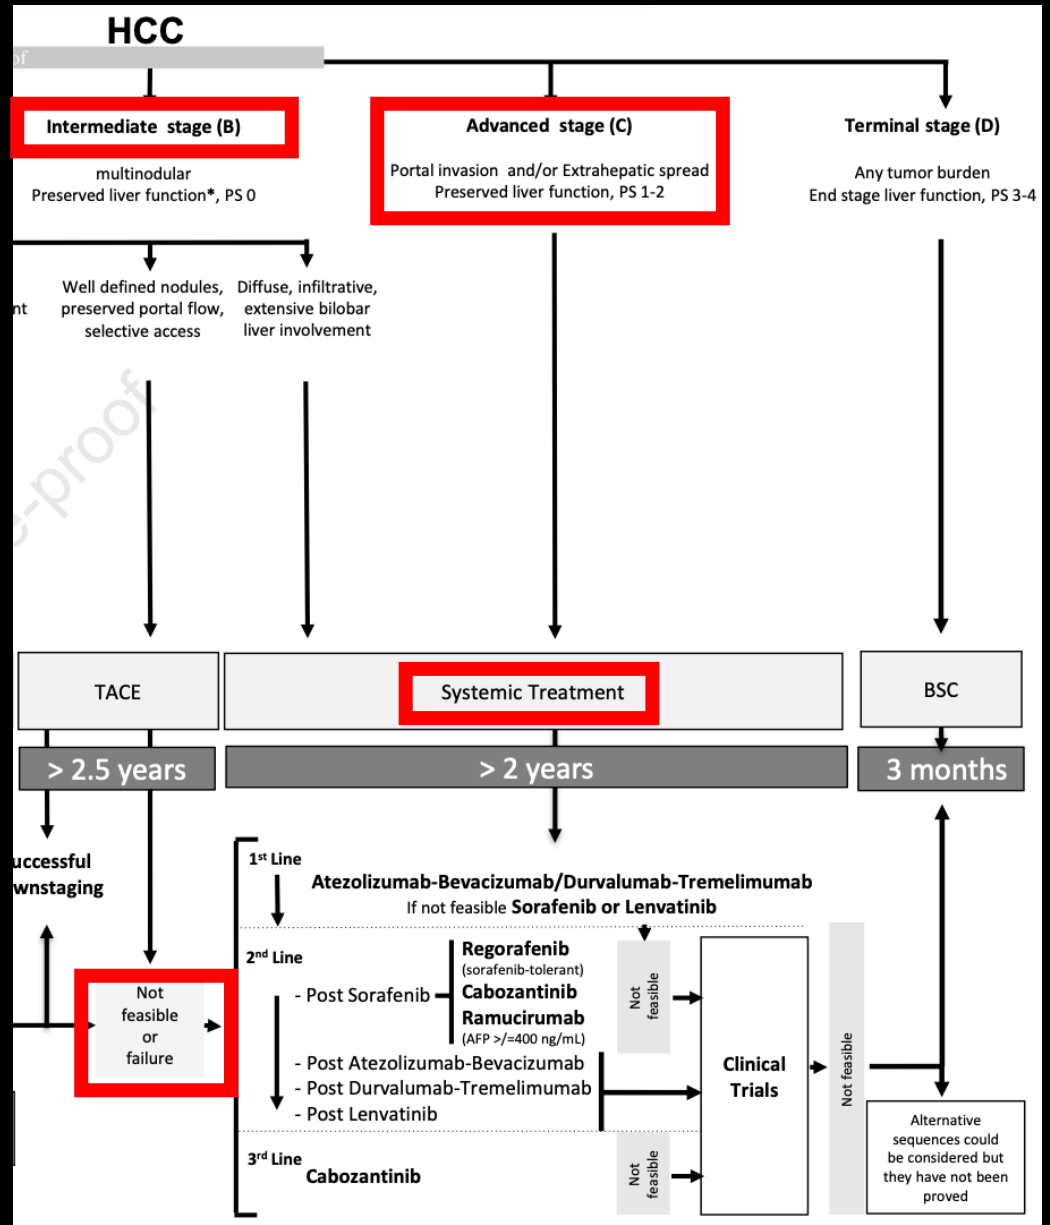 HCC
of
Intermediate stage (B)
multinodular
Preserved liver function*, PS 0
Advanced stage (C)
Portal invasion and/or Extrahepatic spread
Preserved liver function, PS 1-2
Terminal stage (D)
Any tumor burden
End stage liver function, PS 3-4
nt
Well defined nodules,
preserved portal flow,
selective access
Diffuse, infiltrative,
extensive bilobar
liver involvement
e-proof
TACE
Systemic Treatment
BSC
> 2.5 years
> 2 years
3 months
uccessful
wnstaging
Not
feasible
or
failure
1st Line
Atezolizumab-Bevacizumab/Durvalumab-Tremelimumab
If not feasible Sorafenib or Lenvatinib
2nd Line
- Post Sorafenib
Regorafenib
(sorafenib-tolerant)
Cabozantinib
Ramucirumab
(AFP >/=400 ng/mL)
- Post Atezolizumab-Bevacizumab
- Post Durvalumab-Tremelimumab
- Post Lenvatinib
3rd Line
Cabozantinib
Not
feasible
Not
feasible
Clinical
Trials
Not feasible
Alternative
sequences could
be considered but
they have not been
proved